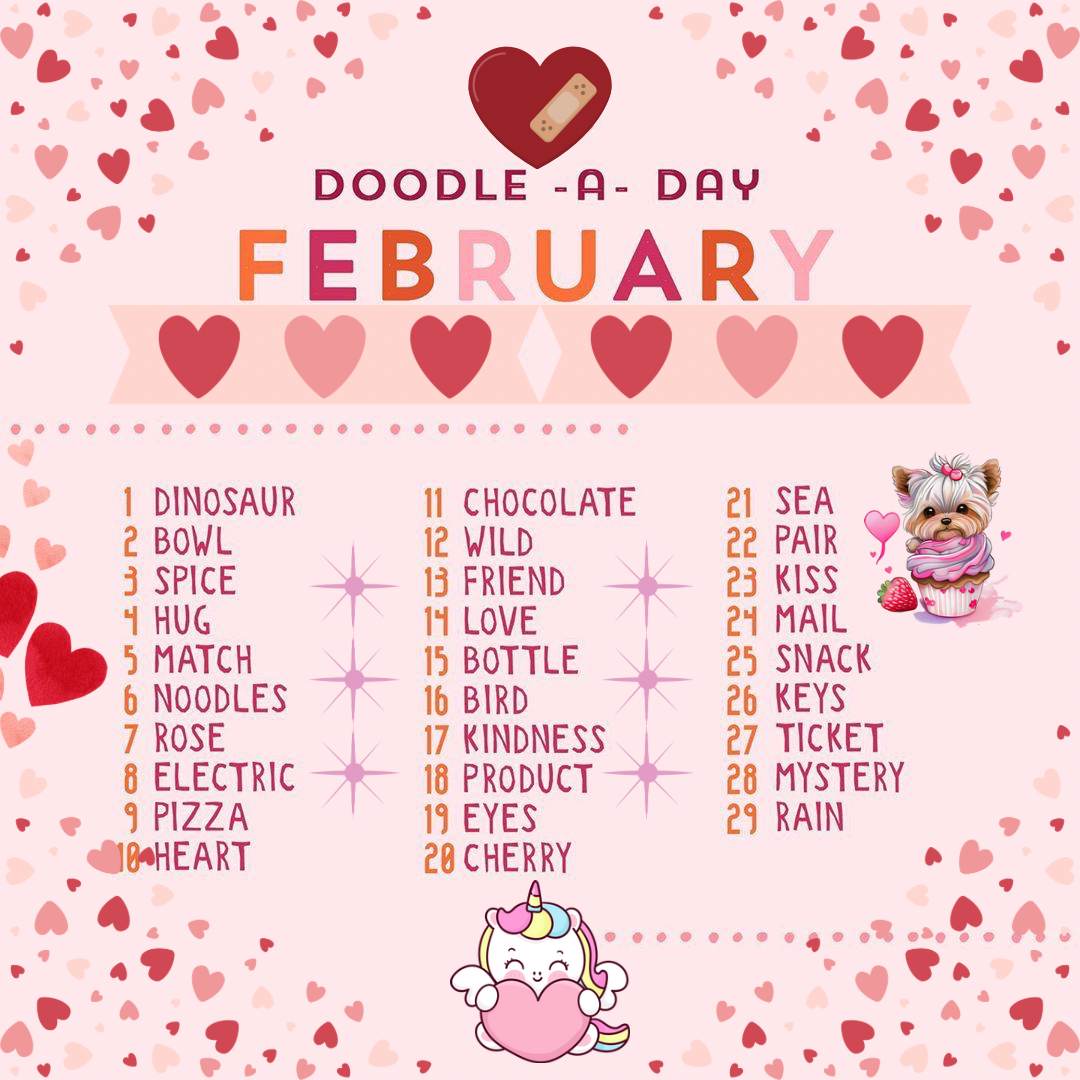 DOODLE -A- DAY
FEBRUARY
1 DINOSAUR
2 BOWL
3 SPICE
4 HUG
5 MATCH
6 NOODLES
7 ROSE
8 ELECTRIC
9 PIZZA
10 HEART
11 CHOCOLATE
12 WILD
13 FRIEND
14 LOVE
15 BOTTLE
16 BIRD
17 KINDNESS
18 PRODUCT
19 EYES
20 CHERRY
21 SEA
22 PAIR
23 KISS
24 MAIL
25 SNACK
26 KEYS
27 TICKET
28 MYSTERY
29 RAIN